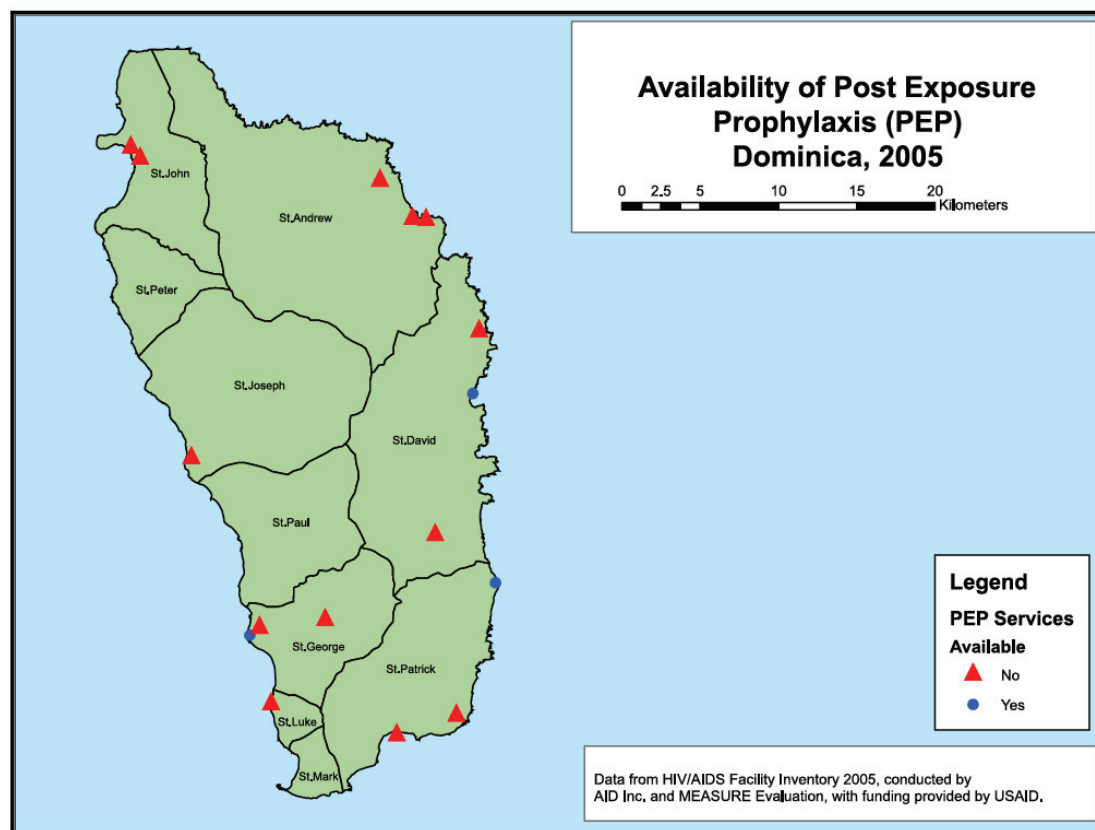 Availability of Post Exposure
Prophylaxis (PEP)
Dominica, 2005
0 2.5 5 10 15 20
Kilometers
St.John
St.Andrew
St.Peter
St.Joseph
St.David
St.Paul
St.George
St.Patrick
St.Luke
St.Mark
Legend
PEP Services
Available
No
Yes
Data from HIV/AIDS Facility Inventory 2005, conducted by
AID Inc. and MEASURE Evaluation, with funding provided by USAID.